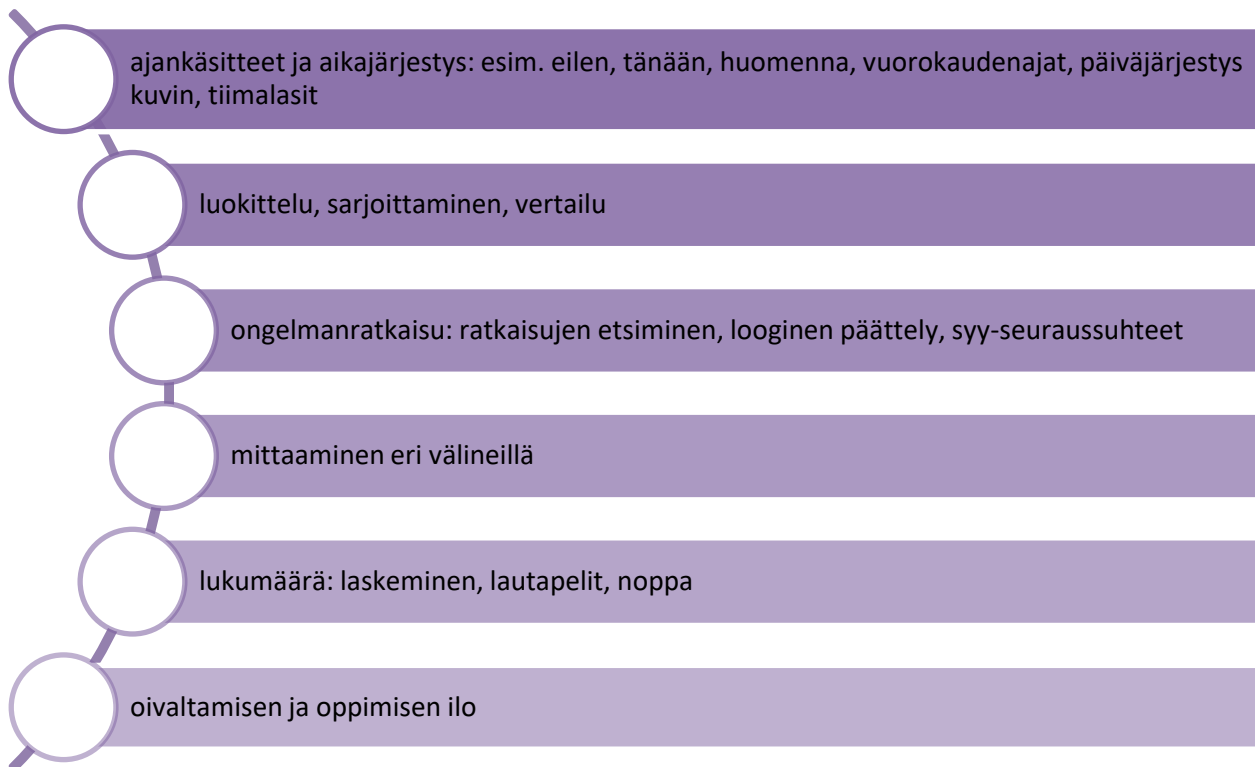 ajankäsitteet ja aikajärjestys: esim. eilen, tänään, huomenna, vuorokaudenajat, päiväjärjestys
kuvin, tiimalasit
luokittelu, sarjoittaminen, vertailu
ongelmanratkaisu: ratkaisujen etsiminen, looginen päättely, syy-seuraussuhteet
mittaaminen eri välineillä
lukumäärä: laskeminen, lautapelit, noppa
oivaltamisen ja oppimisen ilo